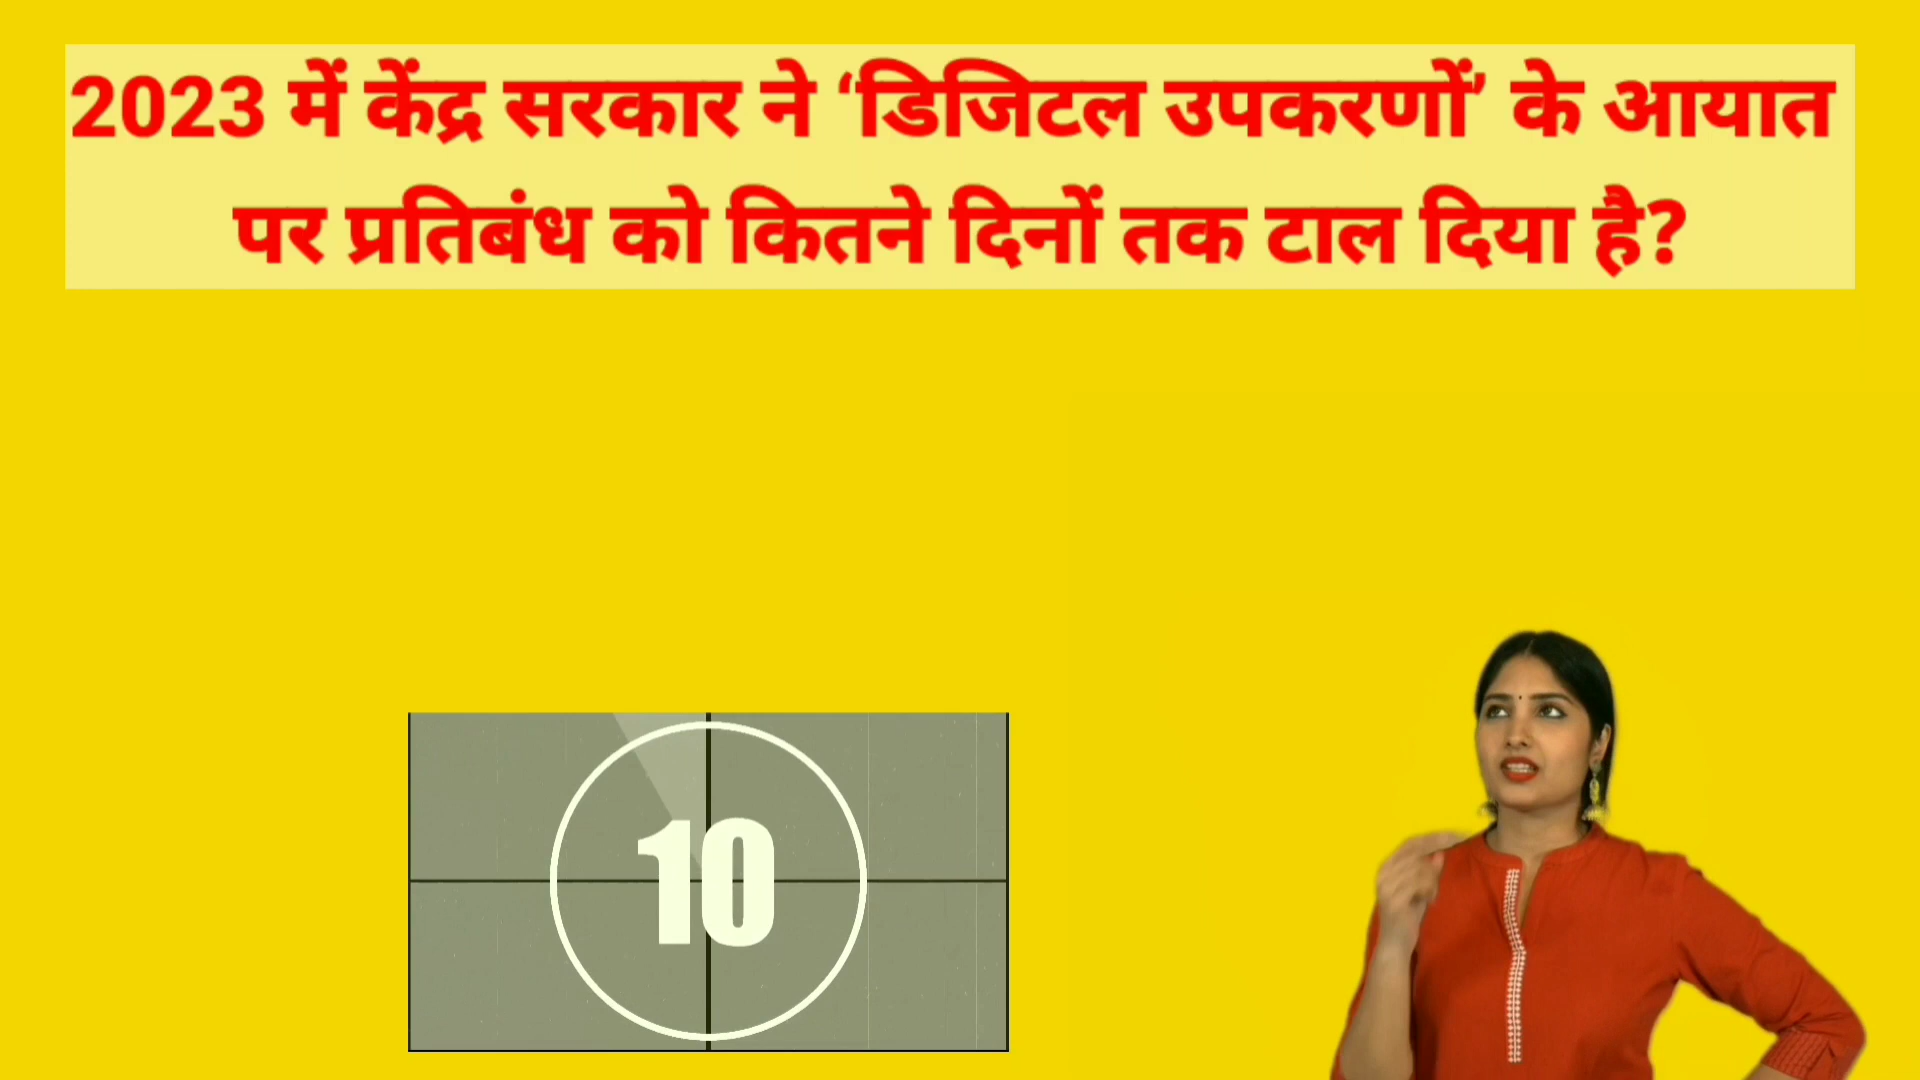 2023 में केंद्र सरकार ने ‘डिजिटल उपकरणों’ के आयात
पर प्रतिबंध को कितने दिनों तक टाल दिया है?
10